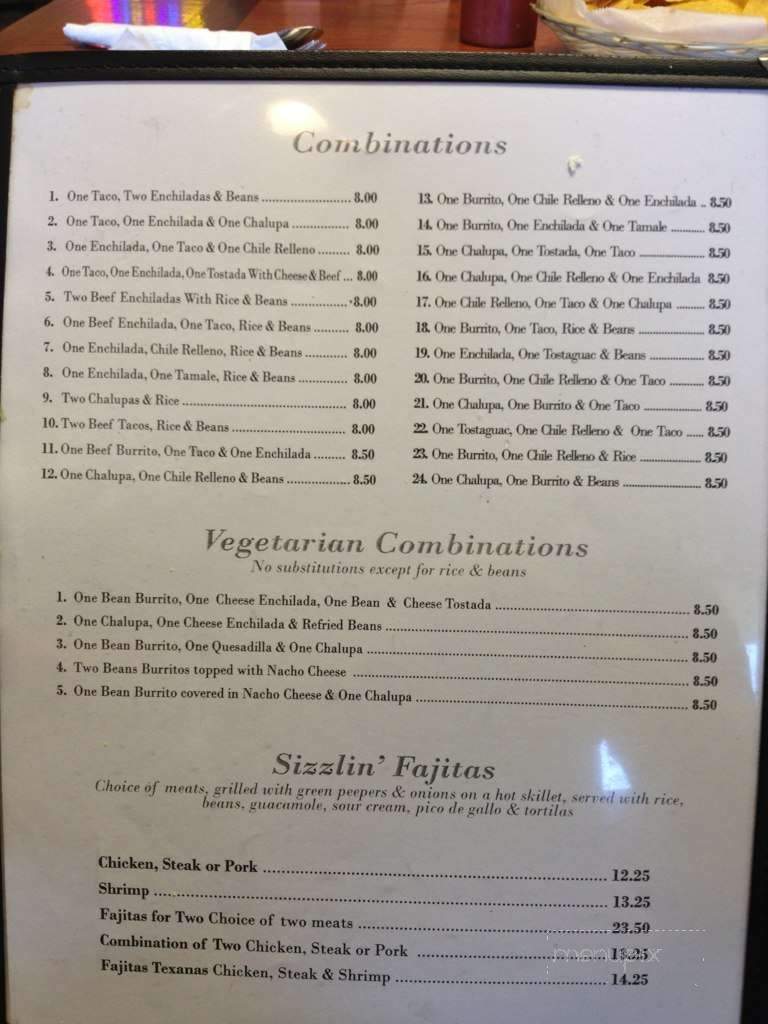 Combinations
1. One Taco, Two Enchiladas & Beans ........................... 8.00
2. One Taco, One Enchilada & One Chalupa ................. 8.00
3. One Enchilada, One Taco & One Chile Relleno ......... 8.00
4. One Taco, One Enchilada, One Tostada With Cheese & Beef ... 8.00
5. Two Beef Enchiladas With Rice & Beans ................. 8.00
6. One Beef Enchilada, One Taco, Rice & Beans .......... 8.00
7. One Enchilada, Chile Relleno, Rice & Beans ............ 8.00
8. One Enchilada, One Tamale, Rice & Beans .............. 8.00
9. Two Chalupas & Rice ................................................. 8.00
10. Two Beef Tacos, Rice & Beans .................................. 8.00
11. One Beef Burrito, One Taco & One Enchilada ......... 8.50
12. One Chalupa, One Chile Relleno & Beans ................... 8.50
13. One Burrito, One Chile Relleno & One Enchilada .. 8.50
14. One Burrito, One Enchilada & One Tamale .......... 8.50
15. One Chalupa, One Tostada, One Taco ........................... 8.50
16. One Chalupa, One Chile Relleno & One Enchilada 8.50
17. One Chile Relleno, One Taco & One Chalupa ......... 8.50
18. One Burrito, One Taco, Rice & Beans ........................... 8.50
19. One Enchilada, One Tostaguac & Beans ................. 8.50
20. One Burrito, One Chile Relleno & One Taco .......... 8.50
21. One Chalupa, One Burrito & One Taco ......................... 8.50
22. One Tostaguac, One Chile Relleno & One Taco ...... 8.50
23. One Burrito, One Chile Relleno & Rice ........................... 8.50
24. One Chalupa, One Burrito & Beans ............................... 8.50
Vegetarian Combinations
No substitutions except for rice & beans
1. One Bean Burrito, One Cheese Enchilada, One Bean & Cheese Tostada ........................... 8.50
2. One Chalupa, One Cheese Enchilada & Refried Beans ........................... 8.50
3. One Bean Burrito, One Quesadilla & One Chalupa ........................... 8.50
4. Two Beans Burritos topped with Nacho Cheese ........................... 8.50
5. One Bean Burrito covered in Nacho Cheese & One Chalupa ........................... 8.50
Sizzlin' Fajitas
Choice of meats, grilled with green peepers & onions on a hot skillet, served with rice,
beans, guacamole, sour cream, pico de gallo & tortilas
Chicken, Steak or Pork ........................... 12.25
Shrimp ........................... 13.25
Fajitas for Two Choice of two meats ........................... 23.50
Combination of Two Chicken, Steak or Pork ........................... 13.25
Fajitas Texanas Chicken, Steak & Shrimp ........................... 14.25
menupix